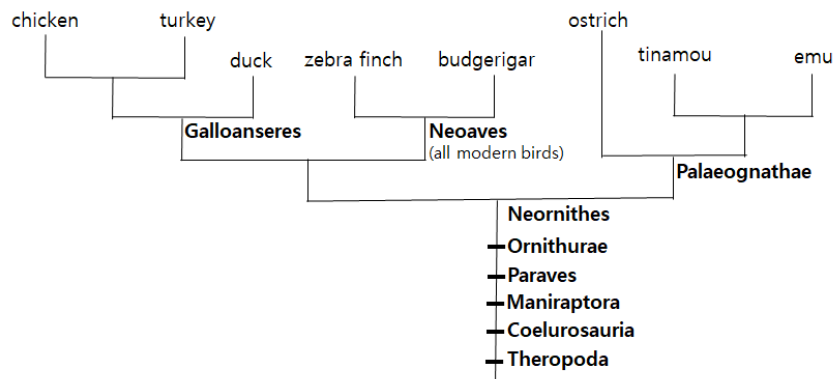 chicken
turkey
ostrich
duck
zebra finch
budgerigar
tinamou
emu
Galloanseres
Neoaves
(all modern birds)
Palaeognathae
Neornithes
Ornithurae
Paraves
Maniraptora
Coelurosauria
Theropoda